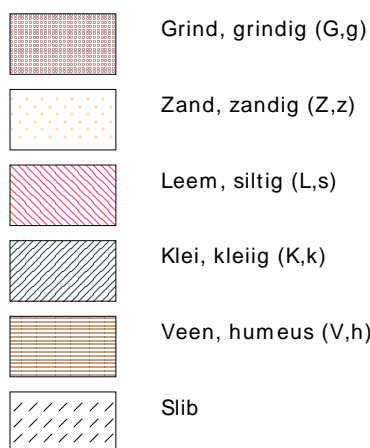 Grind, grindig (G,g)
Zand, zandig (Z,z)
Leem, siltig (L,s)
Klei, kleiig (K,k)
Veen, humeus (V,h)
Slib